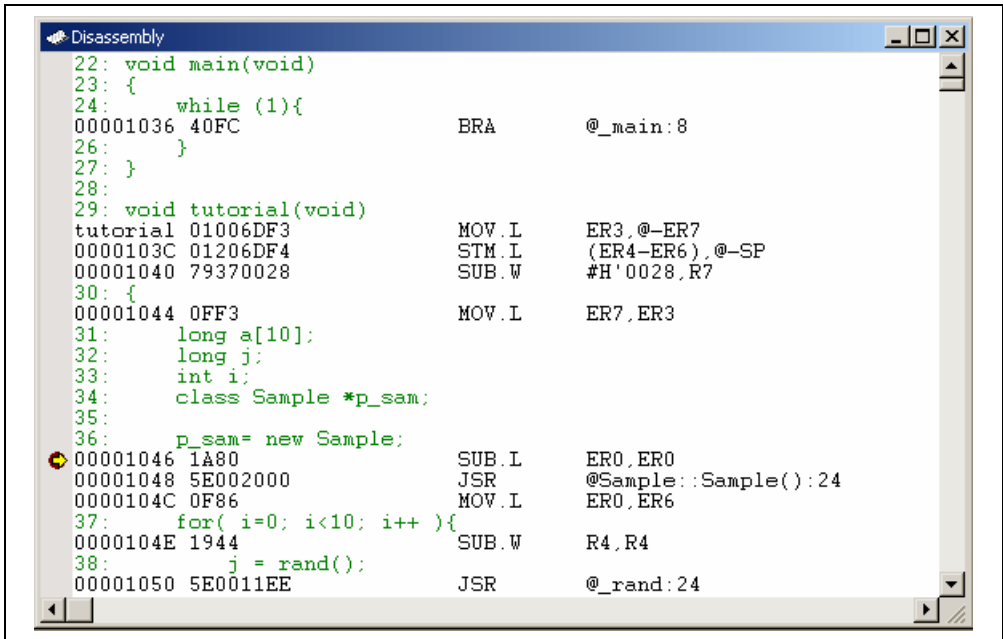 Disassembly
22: void main(void)
23: {
24:      while (1){
00001036 40FC                BRA       @_main:8
26:      }
27: }
28:
29: void tutorial(void)
tutorial 01006DF3            MOV.L     ER3,@-ER7
0000103C 01206DF4            STM.L     (ER4-ER6),@-SP
00001040 79370028            SUB.W     #H'0028,R7
30: {
00001044 0FF3                MOV.L     ER7,ER3
31:      long a[10];
32:      long j;
33:      int i;
34:      class Sample *p_sam;
35:
36:      p_sam= new Sample;
00001046 1A80                SUB.L     ER0,ER0
00001048 5E002000            JSR       @Sample::Sample():24
0000104C 0F86                MOV.L     ER0,ER6
37:      for( i=0; i<10; i++ ){
0000104E 1944                SUB.W     R4,R4
38:          j = rand();
00001050 5E0011EE            JSR       @_rand:24